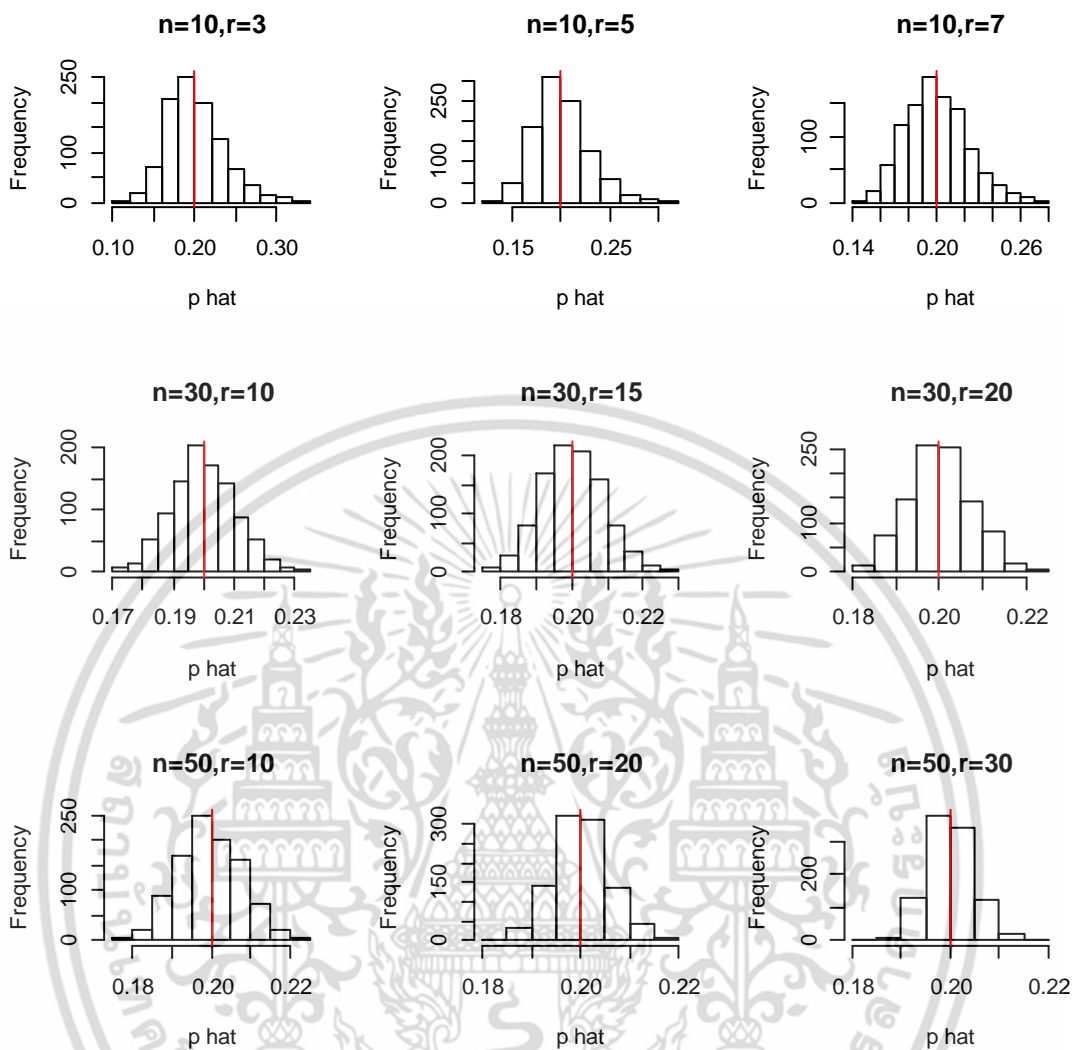 n=10,r=3
n=10,r=5
n=10,r=7
Frequency
0 100 250
0.10 0.20 0.30
p hat
Frequency
0 100 250
0.15 0.25
p hat
Frequency
0 100
0.14 0.20 0.26
p hat
n=30,r=10
n=30,r=15
n=30,r=20
Frequency
0 100 200
0.17 0.19 0.21 0.23
p hat
Frequency
0 100 200
0.18 0.20 0.22
p hat
Frequency
0 100 250
0.18 0.20 0.22
p hat
n=50,r=10
n=50,r=20
n=50,r=30
Frequency
0 100 250
0.18 0.20 0.22
p hat
Frequency
0 150 300
0.18 0.20 0.22
p hat
Frequency
0 200
0.18 0.20 0.22
p hat